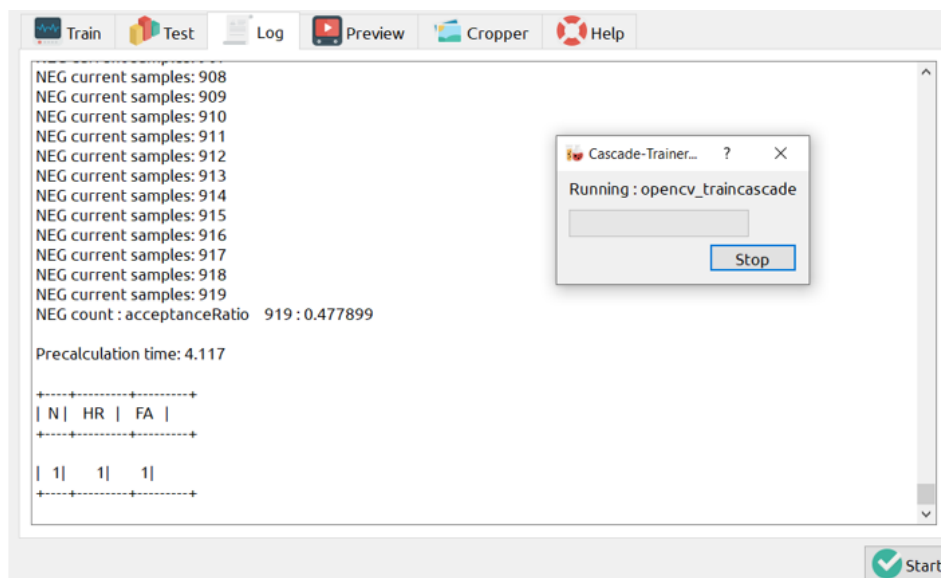 Train Test Log Preview Cropper Help
NEG current samples: 908
NEG current samples: 909
NEG current samples: 910
NEG current samples: 911
NEG current samples: 912
NEG current samples: 913
NEG current samples: 914
NEG current samples: 915
NEG current samples: 916
NEG current samples: 917
NEG current samples: 918
NEG current samples: 919
NEG count : acceptanceRatio 919 : 0.477899
Precalculation time: 4.117
+----+---------+---------+
| N | HR | FA |
+----+---------+---------+
| 1| 1| 1|
+----+---------+---------+
Cascade-Trainer... ?
Running : opencv_traincascade
Stop
Start